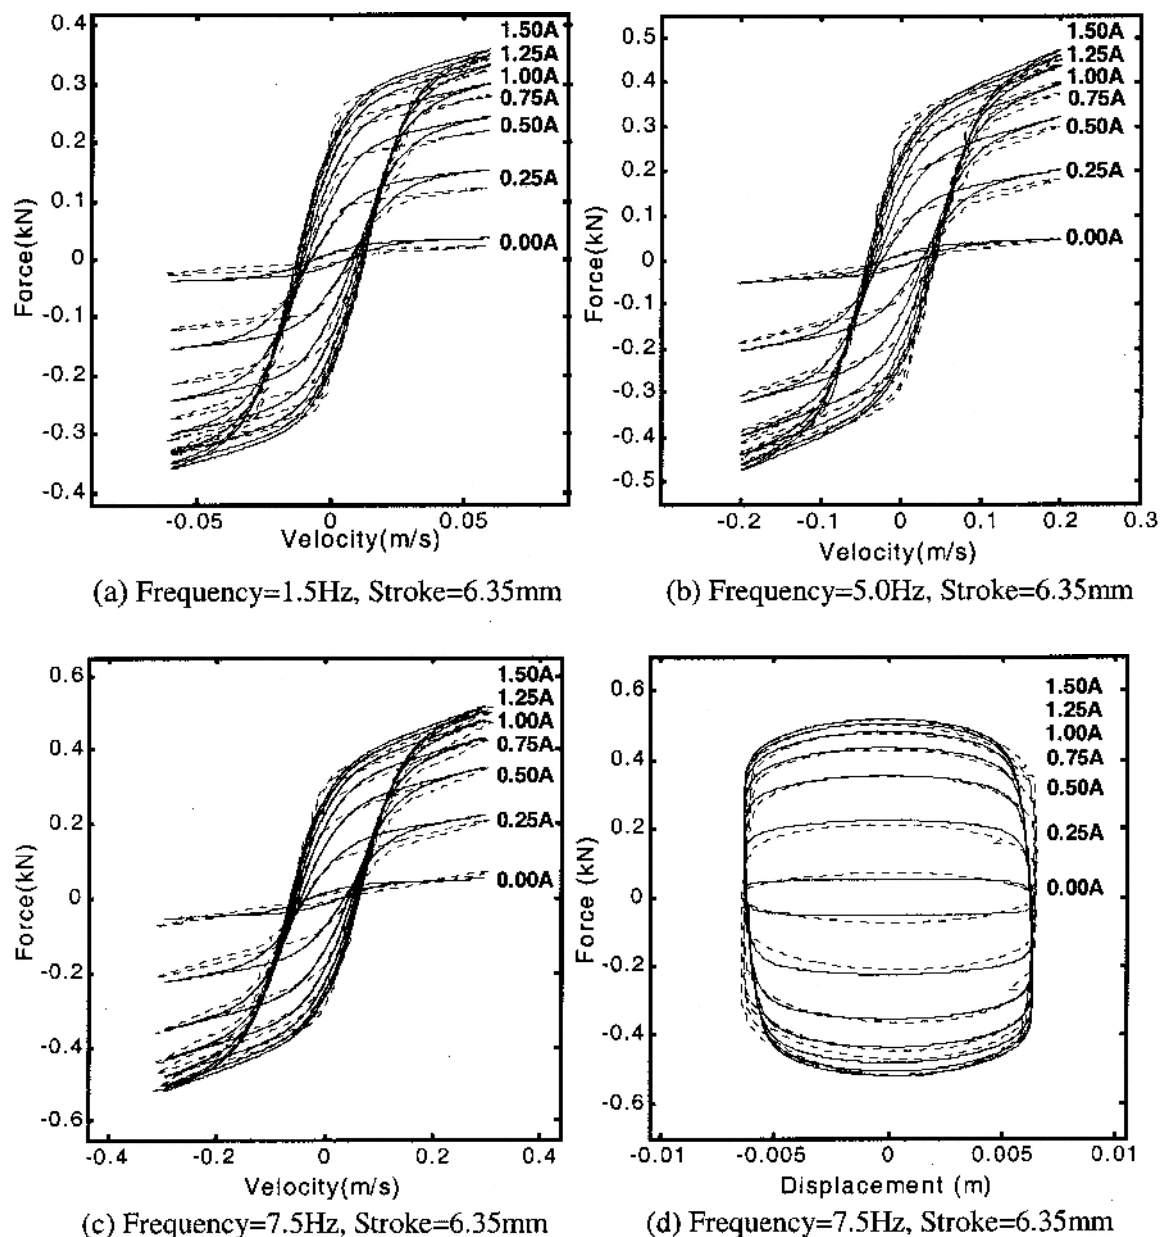 0.4
0.3
0.2
0.1
0
-0.1
-0.2
-0.3
-0.4
Force(kN)
1.50A
1.25A
1.00A
0.75A
0.50A
0.25A
0.00A
-0.05
0
0.05
Velocity(m/s)
(a) Frequency=1.5Hz, Stroke=6.35mm
0.5
0.4
0.3
0.2
0.1
0
-0.1
-0.2
-0.3
-0.4
-0.5
Force(kN)
1.50A
1.25A
1.00A
0.75A
0.50A
0.25A
0.00A
-0.2
-0.1
0
0.1
0.2
0.3
Velocity(m/s)
(b) Frequency=5.0Hz, Stroke=6.35mm
0.6
0.4
0.2
0
-0.2
-0.4
-0.6
Force(kN)
1.50A
1.25A
1.00A
0.75A
0.50A
0.25A
0.00A
-0.4
-0.2
0
0.2
0.4
Velocity(m/s)
(c) Frequency=7.5Hz, Stroke=6.35mm
0.6
0.4
0.2
0
-0.2
-0.4
-0.6
Force (kN)
1.50A
1.25A
1.00A
0.75A
0.50A
0.25A
0.00A
-0.01
-0.005
0
0.005
0.01
Displacement (m)
(d) Frequency=7.5Hz, Stroke=6.35mm